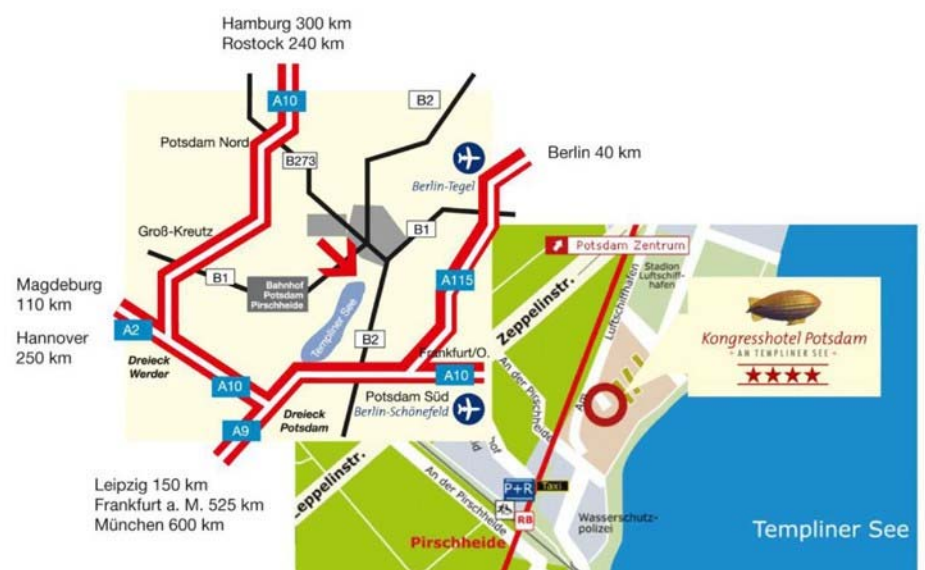 Hamburg 300 km
Rostock 240 km
A10
B2
Potsdam Nord
B273
Berlin 40 km
Berlin-Tegel
Groß-Kreutz
B1
B1
Bahnhof
Potsdam
Pirschheide
A115
Magdeburg
110 km
A2
Hannover
250 km
Dreieck
Werder
Templiner See
B2
Frankfurt/O.
A10
A10
Potsdam Süd
Berlin-Schönefeld
A9
Dreieck
Potsdam
Leipzig 150 km
Frankfurt a. M. 525 km
München 600 km
Potsdam Zentrum
Stadion
Luftschiff-
hafen
Zeppelinstr.
Luftschiffhafen
Am
An der Pirschheide
Kongresshotel Potsdam
AM TEMPLINER SEE
Zeppelinstr.
An der Pirschheide
P+R
Taxi
RB
Pirschheide
Wasserschutz-
polizei
Templiner See